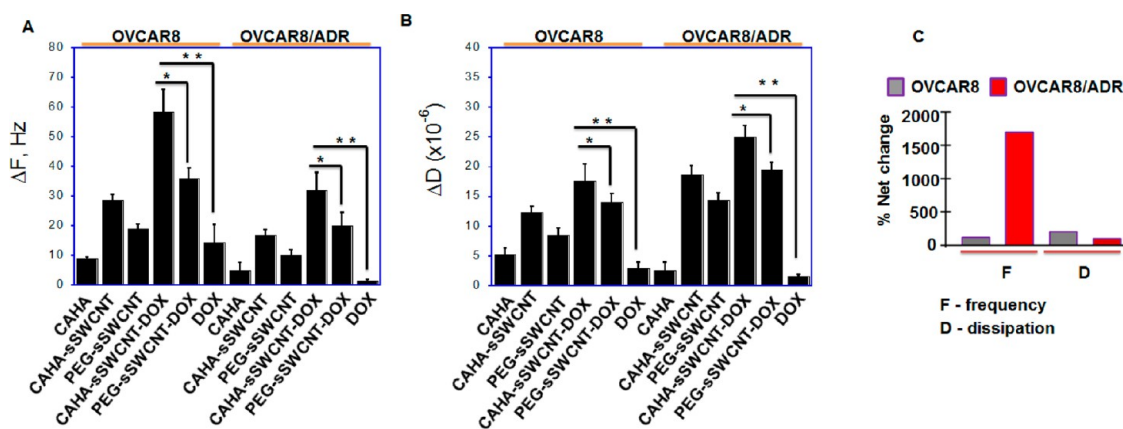 A
OVCAR8
OVCAR8/ADR
80
70
60
50
40
30
20
10
0
ΔF, Hz
* *
*
* *
*
CAHA
CAHA-sSWCNT
PEG-sSWCNT
CAHA-sSWCNT-DOX
PEG-sSWCNT-DOX
DOX
CAHA
CAHA-sSWCNT
PEG-sSWCNT
CAHA-sSWCNT-DOX
PEG-sSWCNT-DOX
DOX
B
OVCAR8
OVCAR8/ADR
40
35
30
25
20
15
10
5
0
ΔD (x10⁻⁶)
* *
*
* *
*
CAHA
CAHA-sSWCNT
PEG-sSWCNT
CAHA-sSWCNT-DOX
PEG-sSWCNT-DOX
DOX
CAHA
CAHA-sSWCNT
PEG-sSWCNT
CAHA-sSWCNT-DOX
PEG-sSWCNT-DOX
DOX
C
OVCAR8 OVCAR8/ADR
2000
1500
1000
500
0
% Net change
F D
F - frequency
D - dissipation